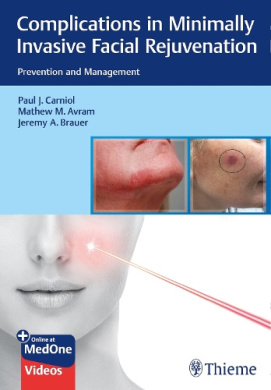 Complications in Minimally
Invasive Facial Rejuvenation
Prevention and Management
Paul J. Carniol
Mathew M. Avram
Jeremy A. Brauer
+ Online at
MedOne
Videos
Thieme